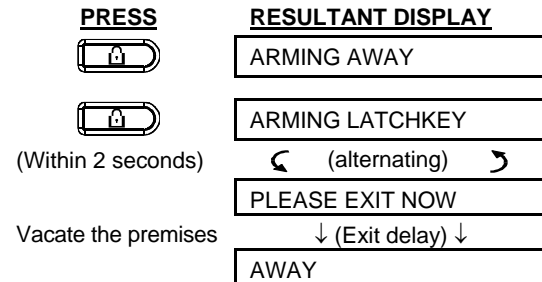 PRESS RESULTANT DISPLAY
ARMING AWAY
ARMING LATCHKEY
(Within 2 seconds) (alternating)
PLEASE EXIT NOW
Vacate the premises ↓ (Exit delay) ↓
AWAY